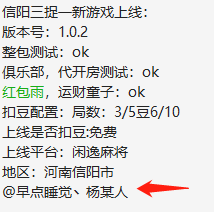 信阳三捉—新游戏上线：
版本号：1.0.2
整包测试：ok
俱乐部，代开房测试：ok
红包雨，运财童子：ok
扣豆配置：局数：3/5豆6/10
上线是否扣豆:免费
上线平台：闲逸麻将
地区：河南信阳市
@早点睡觉丶杨某人